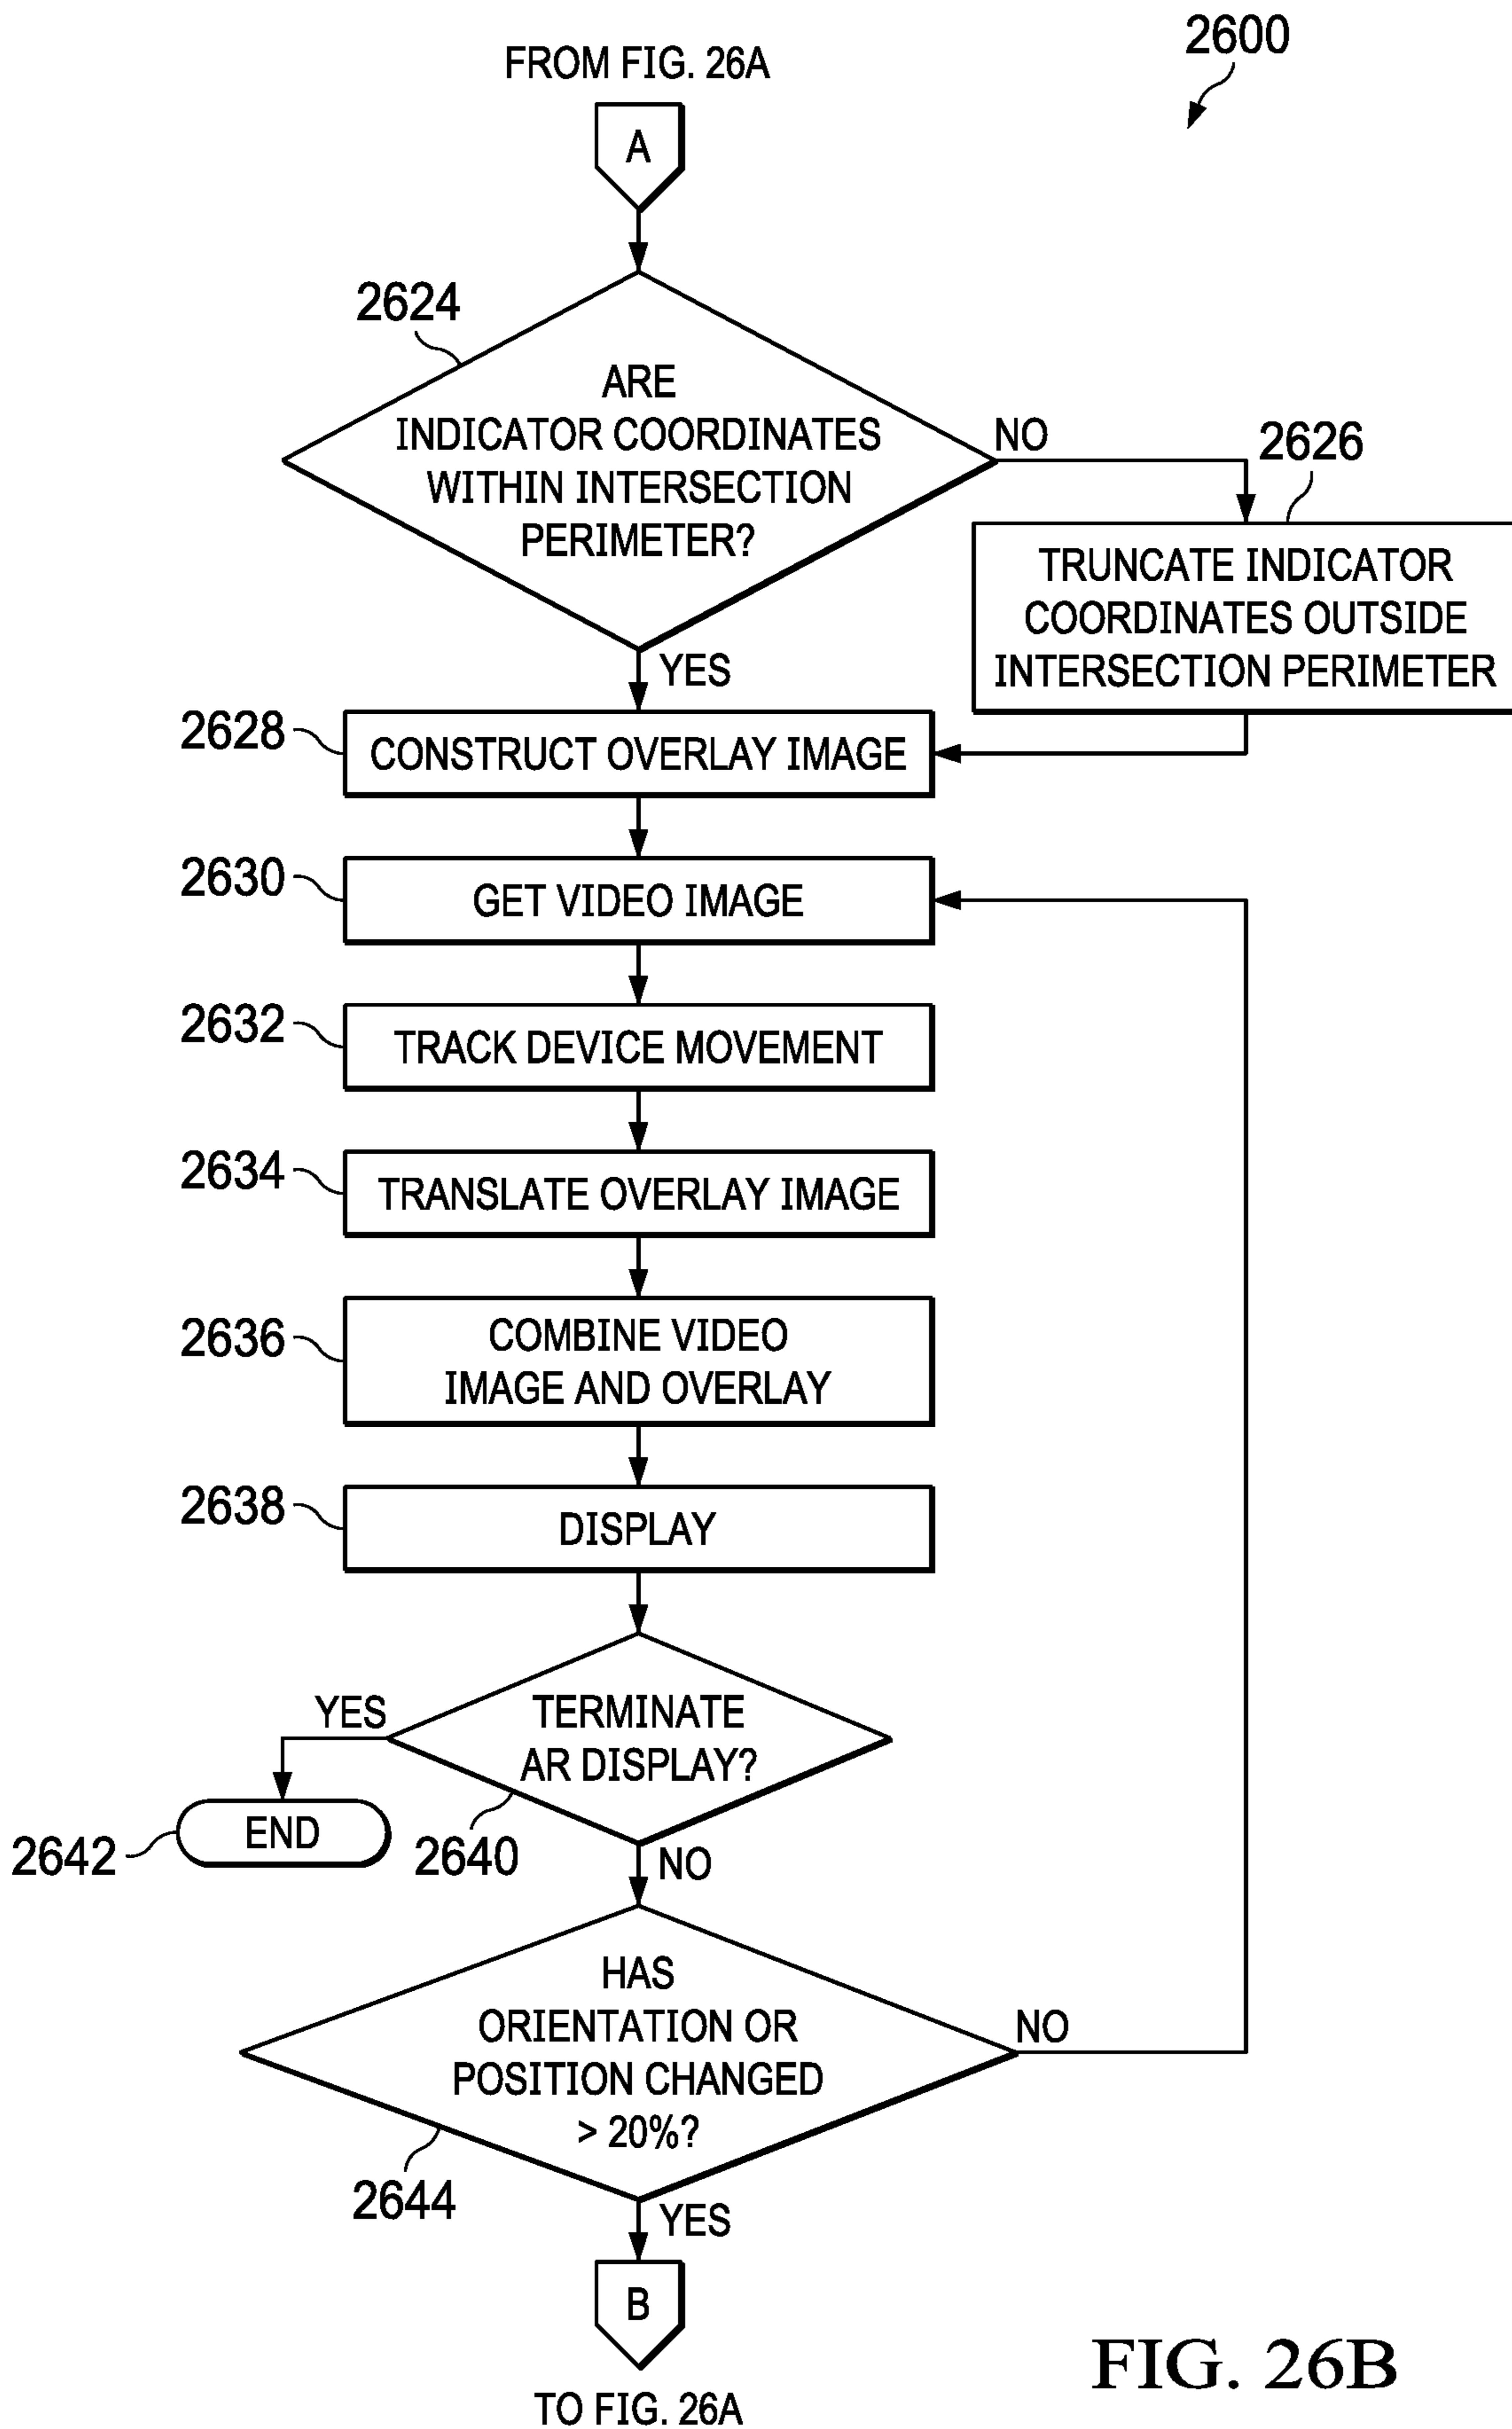 2600
FROM FIG. 26A
A
2624
ARE
INDICATOR COORDINATES
WITHIN INTERSECTION
PERIMETER?
NO
2626
TRUNCATE INDICATOR
COORDINATES OUTSIDE
INTERSECTION PERIMETER
YES
2628
CONSTRUCT OVERLAY IMAGE
2630
GET VIDEO IMAGE
2632
TRACK DEVICE MOVEMENT
2634
TRANSLATE OVERLAY IMAGE
2636
COMBINE VIDEO
IMAGE AND OVERLAY
2638
DISPLAY
YES
TERMINATE
AR DISPLAY?
2642
END
2640
NO
HAS
ORIENTATION OR
POSITION CHANGED
> 20%?
NO
2644
YES
B
TO FIG. 26A
FIG. 26B